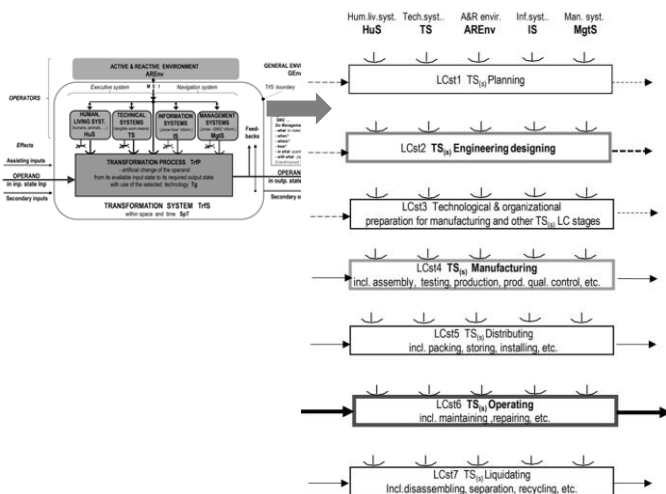 Hum.liv.syst. Tech.syst.. A&R envir. Inf.syst.. Man. syst.
HuS TS AREnv IS MgtS
ACTIVE & REACTIVE ENVIRONMENT
AREnv
GENERAL ENVI
GEnv
OPERATORS
Executive system
M R I
Navigation system
TrfS boundary
HUMAN, LIVING SYST.
(humans, animals, ...)
HuS
TECHNICAL SYSTEMS
(tangible work means)
TS
INFORMATION SYSTEMS
IS
MANAGEMENT SYSTEMS
MgtS
Feed-
backs
Effects
Assisting inputs
TRANSFORMATION PROCESS TrfP
- artificial change of the operand
from its available input state to its required output state
with use of the selected technology Tg
OPERAND
in inp. state Inp
OPERAN
in outp. state
Secondary inputs
Secondary o
TRANSFORMATION SYSTEM TrfS
within space and time SpT
LCst1 TS(s) Planning
LCst2 TS(s) Engineering designing
LCst3 Technological & organizational
preparation for manufacturing and other TS(s) LC stages
LCst4 TS(s) Manufacturing
incl. assembly, testing, production, prod. qual. control, etc.
LCst5 TS(s) Distributing
incl. packing, storing, installing, etc.
LCst6 TS(s) Operating
incl. maintaining ,repairing, etc.
LCst7 TS(s) Liquidating
Incl.disassembling, separation, recycling, etc.